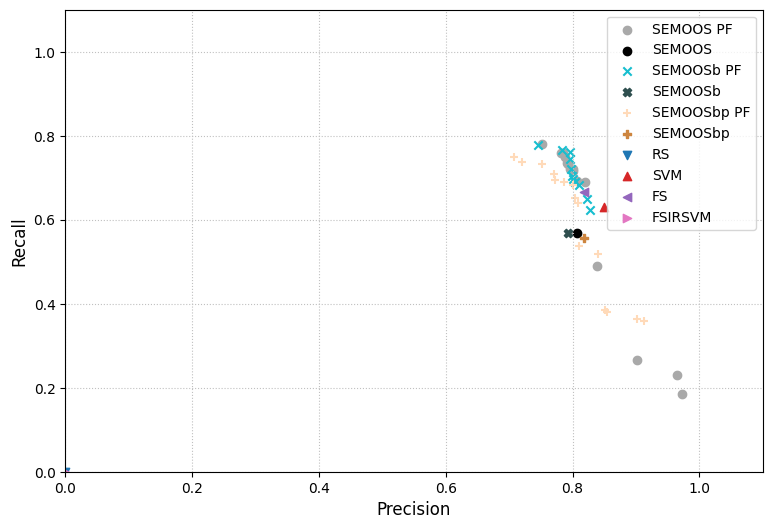 1.0
0.8
0.6
0.4
0.2
0.0
Recall
0.0 0.2 0.4 0.6 0.8 1.0
Precision
SEMOOS PF
SEMOOS
SEMOOSb PF
SEMOOSb
SEMOOSbp PF
SEMOOSbp
RS
SVM
FS
FSIRSVM